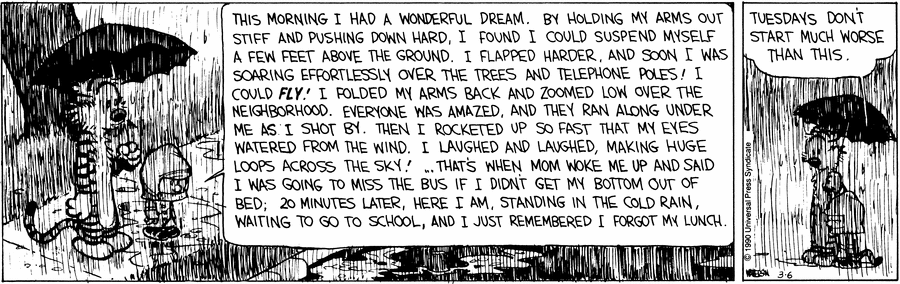 THIS MORNING I HAD A WONDERFUL DREAM. BY HOLDING MY ARMS OUT
STIFF AND PUSHING DOWN HARD, I FOUND I COULD SUSPEND MYSELF
A FEW FEET ABOVE THE GROUND. I FLAPPED HARDER, AND SOON I WAS
SOARING EFFORTLESSLY OVER THE TREES AND TELEPHONE POLES! I
COULD FLY! I FOLDED MY ARMS BACK AND ZOOMED LOW OVER THE
NEIGHBORHOOD. EVERYONE WAS AMAZED, AND THEY RAN ALONG UNDER
ME AS I SHOT BY. THEN I ROCKETED UP SO FAST THAT MY EYES
WATERED FROM THE WIND. I LAUGHED AND LAUGHED, MAKING HUGE
LOOPS ACROSS THE SKY! ...THAT'S WHEN MOM WOKE ME UP AND SAID
I WAS GOING TO MISS THE BUS IF I DIDN'T GET MY BOTTOM OUT OF
BED; 20 MINUTES LATER, HERE I AM, STANDING IN THE COLD RAIN,
WAITING TO GO TO SCHOOL, AND I JUST REMEMBERED I FORGOT MY LUNCH.
TUESDAYS DON'T
START MUCH WORSE
THAN THIS.
© 1990 Universal Press Syndicate
WATTERSON 3-6